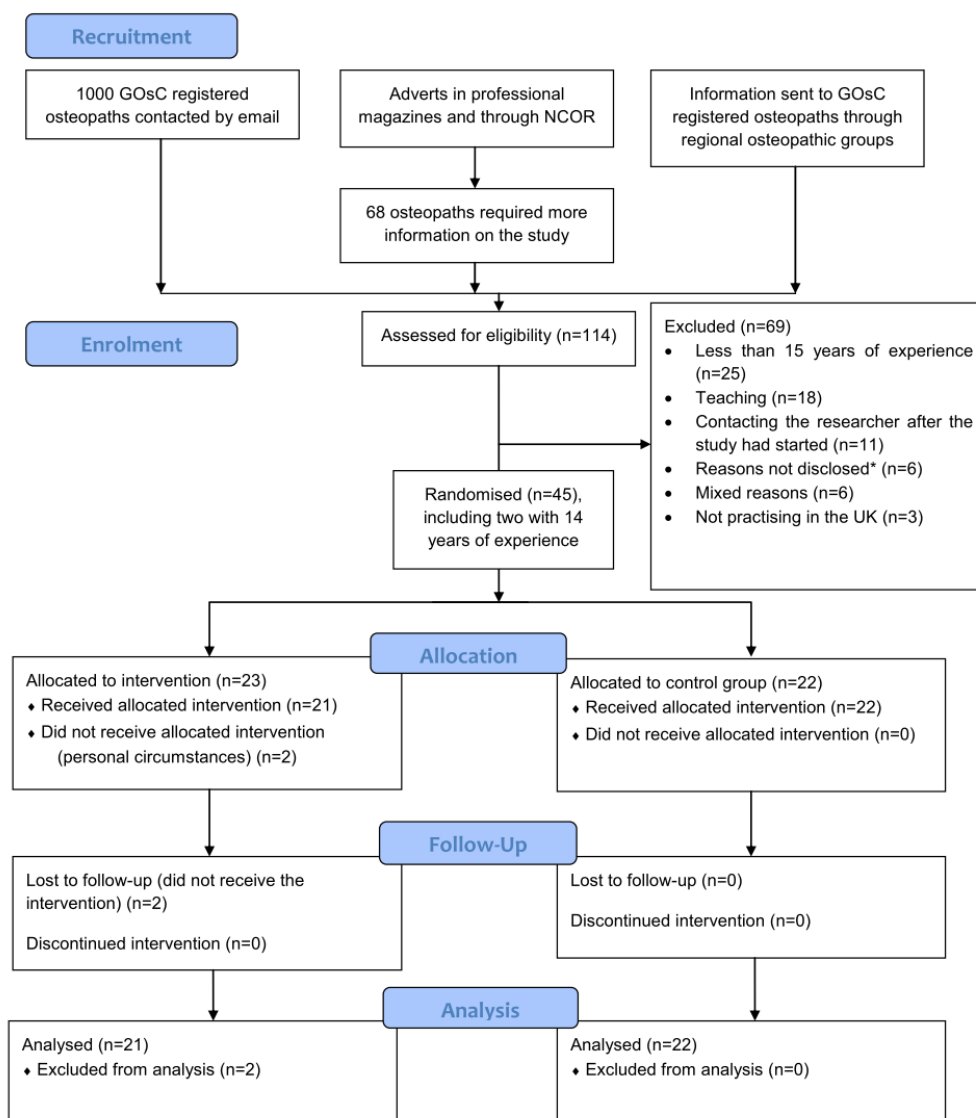 Recruitment
1000 GOsC registered
osteopaths contacted by email
Adverts in professional
magazines and through NCOR
Information sent to GOsC
registered osteopaths through
regional osteopathic groups
68 osteopaths required more
information on the study
Enrolment
Assessed for eligibility (n=114)
Excluded (n=69)
• Less than 15 years of experience
(n=25)
• Teaching (n=18)
• Contacting the researcher after the
study had started (n=11)
• Reasons not disclosed* (n=6)
• Mixed reasons (n=6)
• Not practising in the UK (n=3)
Randomised (n=45),
including two with 14
years of experience
Allocation
Allocated to intervention (n=23)
♦ Received allocated intervention (n=21)
♦ Did not receive allocated intervention
(personal circumstances) (n=2)
Allocated to control group (n=22)
♦ Received allocated intervention (n=22)
♦ Did not receive allocated intervention (n=0)
Follow-Up
Lost to follow-up (did not receive the
intervention) (n=2)
Discontinued intervention (n=0)
Lost to follow-up (n=0)
Discontinued intervention (n=0)
Analysis
Analysed (n=21)
♦ Excluded from analysis (n=2)
Analysed (n=22)
♦ Excluded from analysis (n=0)